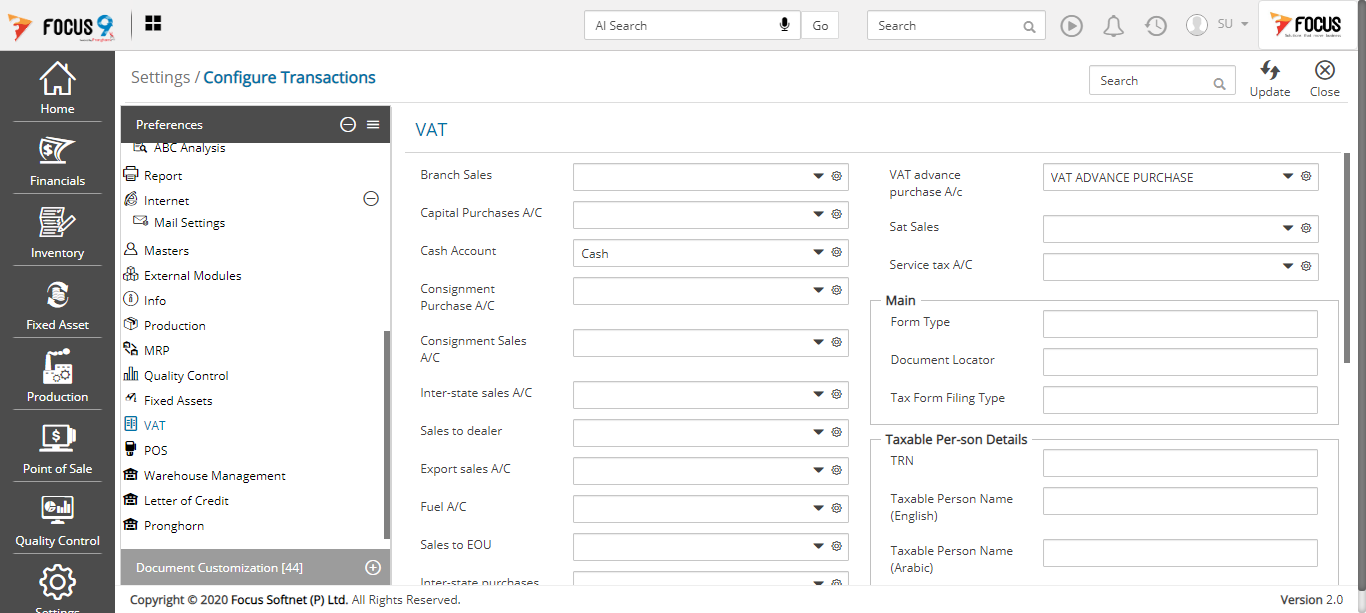 FOCUS 9
AI Search
Go
Search
SU
FOCUS
Home
Financials
Inventory
Fixed Asset
Production
Point of Sale
Quality Control
Settings
Settings / Configure Transactions
Search
Update
Close
Preferences
ABC Analysis
Report
Internet
Mail Settings
Masters
External Modules
Info
Production
MRP
Quality Control
Fixed Assets
VAT
POS
Warehouse Management
Letter of Credit
Pronghorn
Document Customization [44]
VAT
Branch Sales
Capital Purchases A/C
Cash Account
Cash
Consignment
Purchase A/C
Consignment Sales
A/C
Inter-state sales A/C
Sales to dealer
Export sales A/C
Fuel A/C
Sales to EOU
Inter-state purchases
VAT advance
purchase A/c
VAT ADVANCE PURCHASE
Sat Sales
Service tax A/C
Main
Form Type
Document Locator
Tax Form Filing Type
Taxable Per-son Details
TRN
Taxable Person Name
(English)
Taxable Person Name
(Arabic)
Copyright © 2020 Focus Softnet (P) Ltd. All Rights Reserved.
Version 2.0